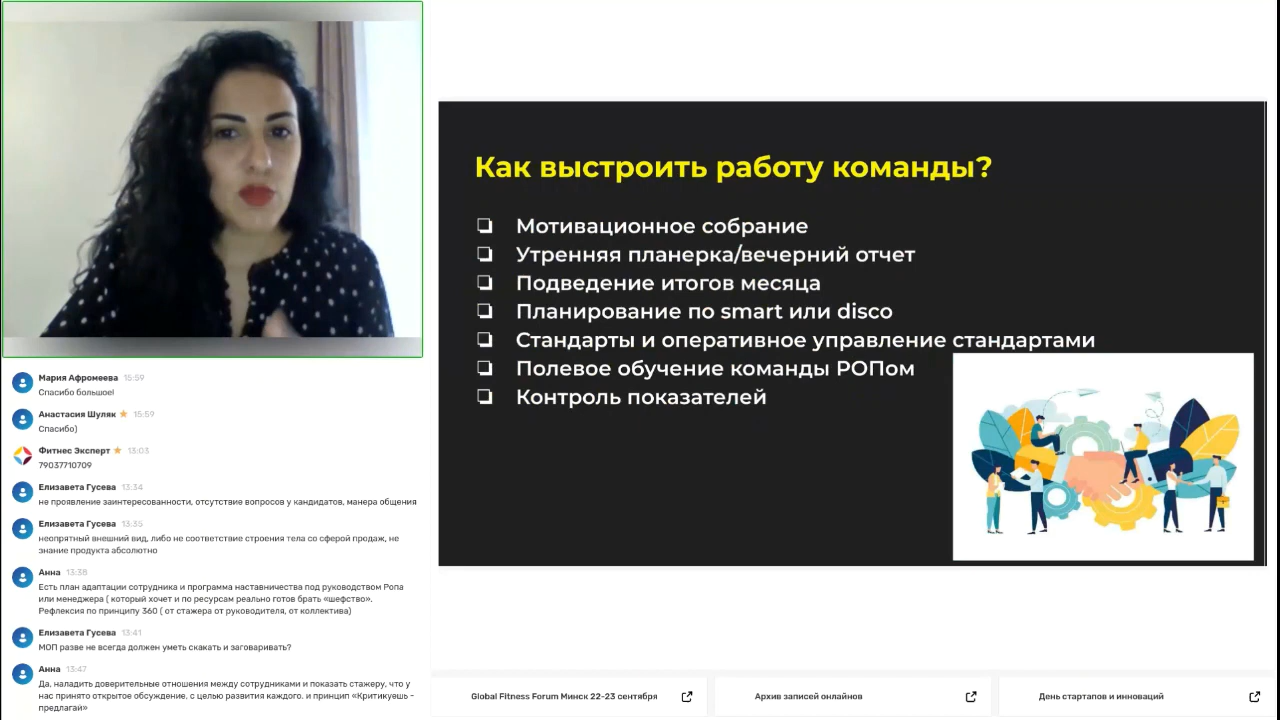 Как выстроить работу команды?
❏ Мотивационное собрание
❏ Утренняя планерка/вечерний отчет
❏ Подведение итогов месяца
❏ Планирование по smart или disco
❏ Стандарты и оперативное управление стандартами
❏ Полевое обучение команды РОПом
❏ Контроль показателей
Мария Афромеева 15:59
Спасибо большое!
Анастасия Шуляк 15:59
Спасибо)
Фитнес Эксперт 13:03
79037710709
Елизавета Гусева 13:34
не проявление заинтересованности, отсутствие вопросов у кандидатов, манера общения
Елизавета Гусева 13:35
неопрятный внешний вид, либо не соответствие строения тела со сферой продаж, не
знание продукта абсолютно
Анна 13:38
Есть план адаптации сотрудника и программа наставничества под руководством Ропа
или менеджера ( который хочет и по ресурсам реально готов брать «шефство».
Рефлексия по принципу 360 ( от стажера от руководителя, от коллектива)
Елизавета Гусева 13:41
МОП разве не всегда должен уметь скакать и заговаривать?
Анна 13:47
Да, наладить доверительные отношения между сотрудниками и показать стажеру, что у
нас принято открытое обсуждение, с целью развития каждого, и принцип «Критикуешь -
предлагай»
Global Fitness Forum Минск 22-23 сентября
Архив записей онлайнов
День стартапов и инноваций